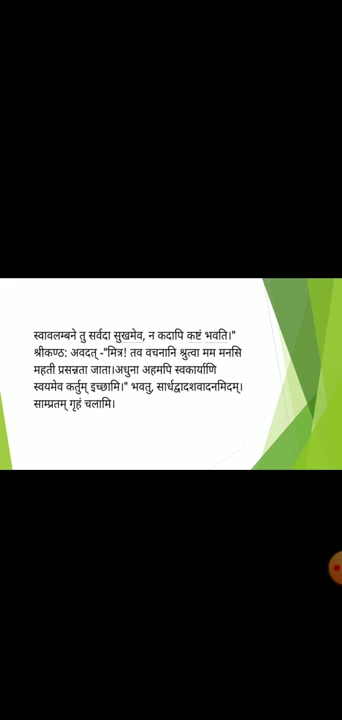 स्वावलम्बने तु सर्वदा सुखमेव, न कदापि कष्टं भवति।"
श्रीकण्ठ: अवदत् -"मित्र! तव वचनानि श्रुत्वा मम मनसि
महती प्रसन्नता जाता।अधुना अहमपि स्वकार्याणि
स्वयमेव कर्तुम् इच्छामि।" भवतु, सार्धद्वादशवादनमिदम्।
साम्प्रतम् गृहं चलामि।